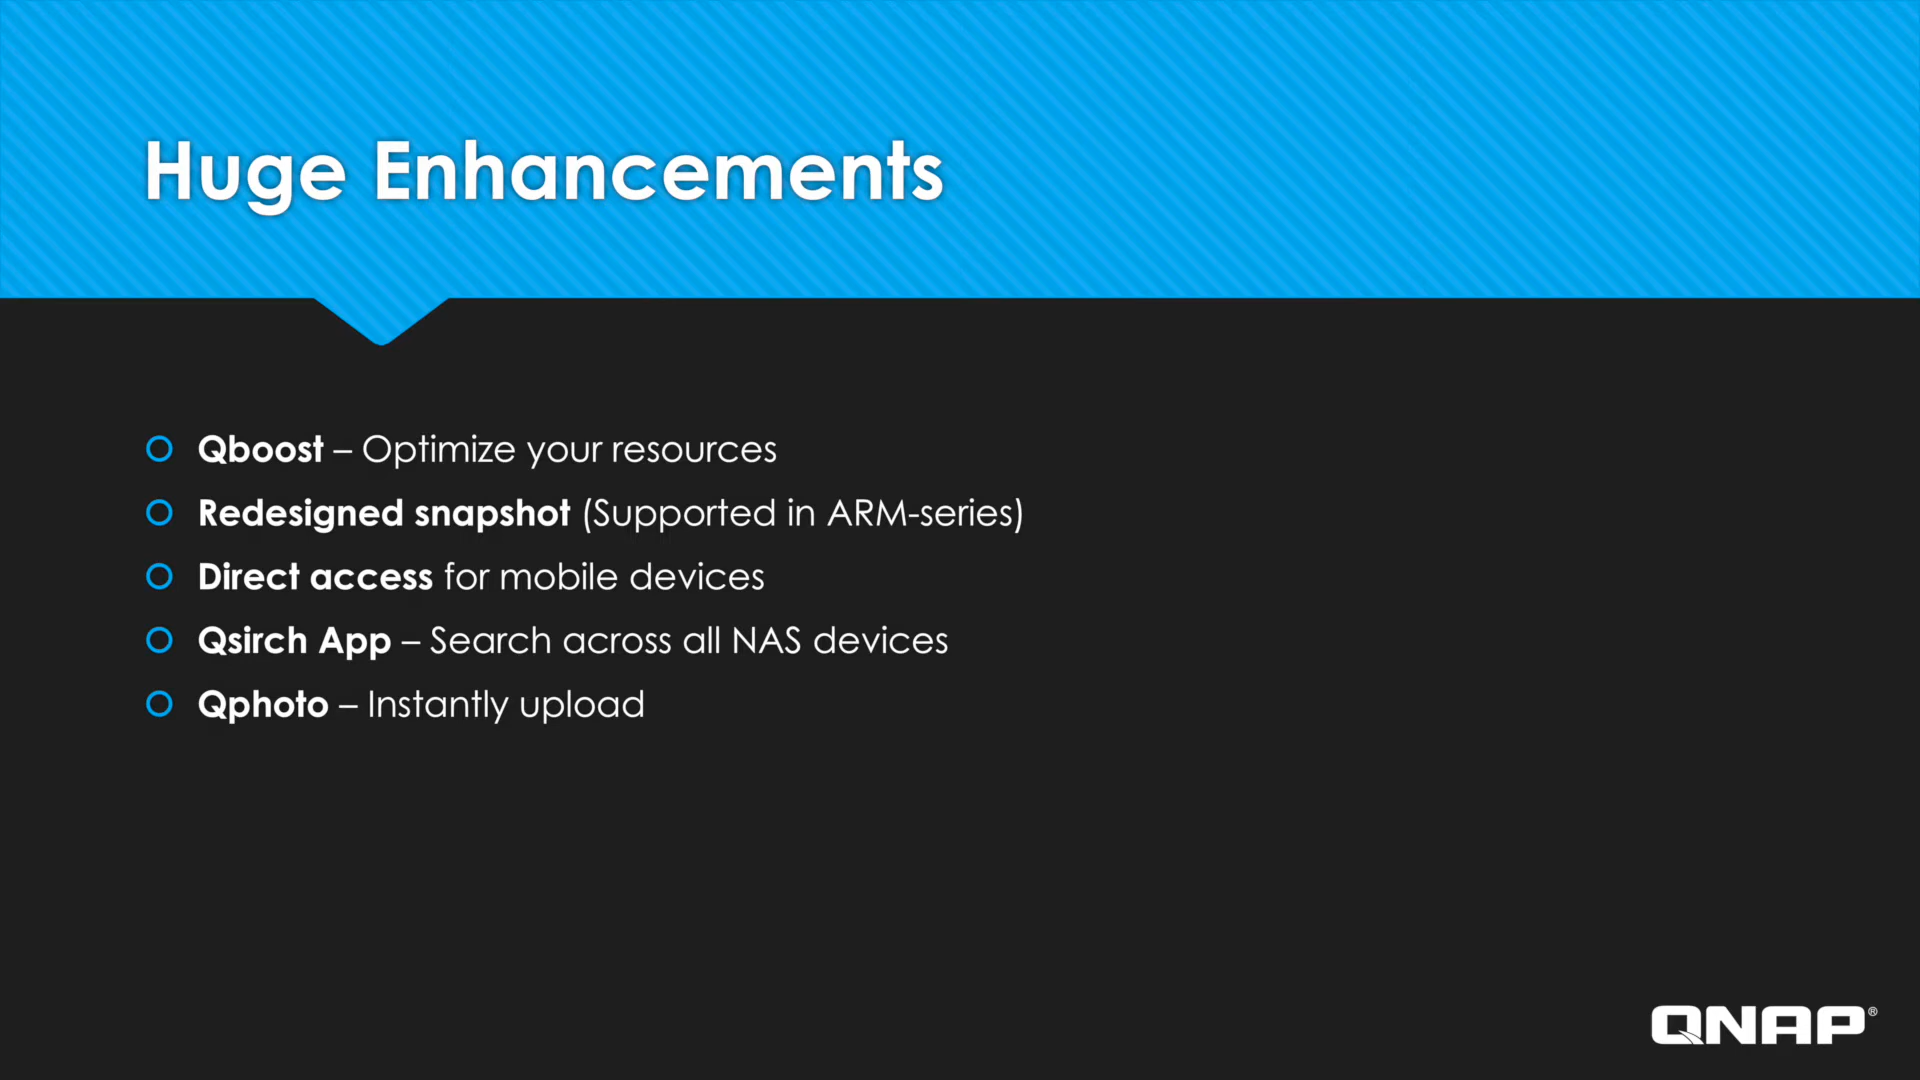 Huge Enhancements
Qboost – Optimize your resources
Redesigned snapshot (Supported in ARM-series)
Direct access for mobile devices
Qsirch App – Search across all NAS devices
Qphoto – Instantly upload
QNAP®